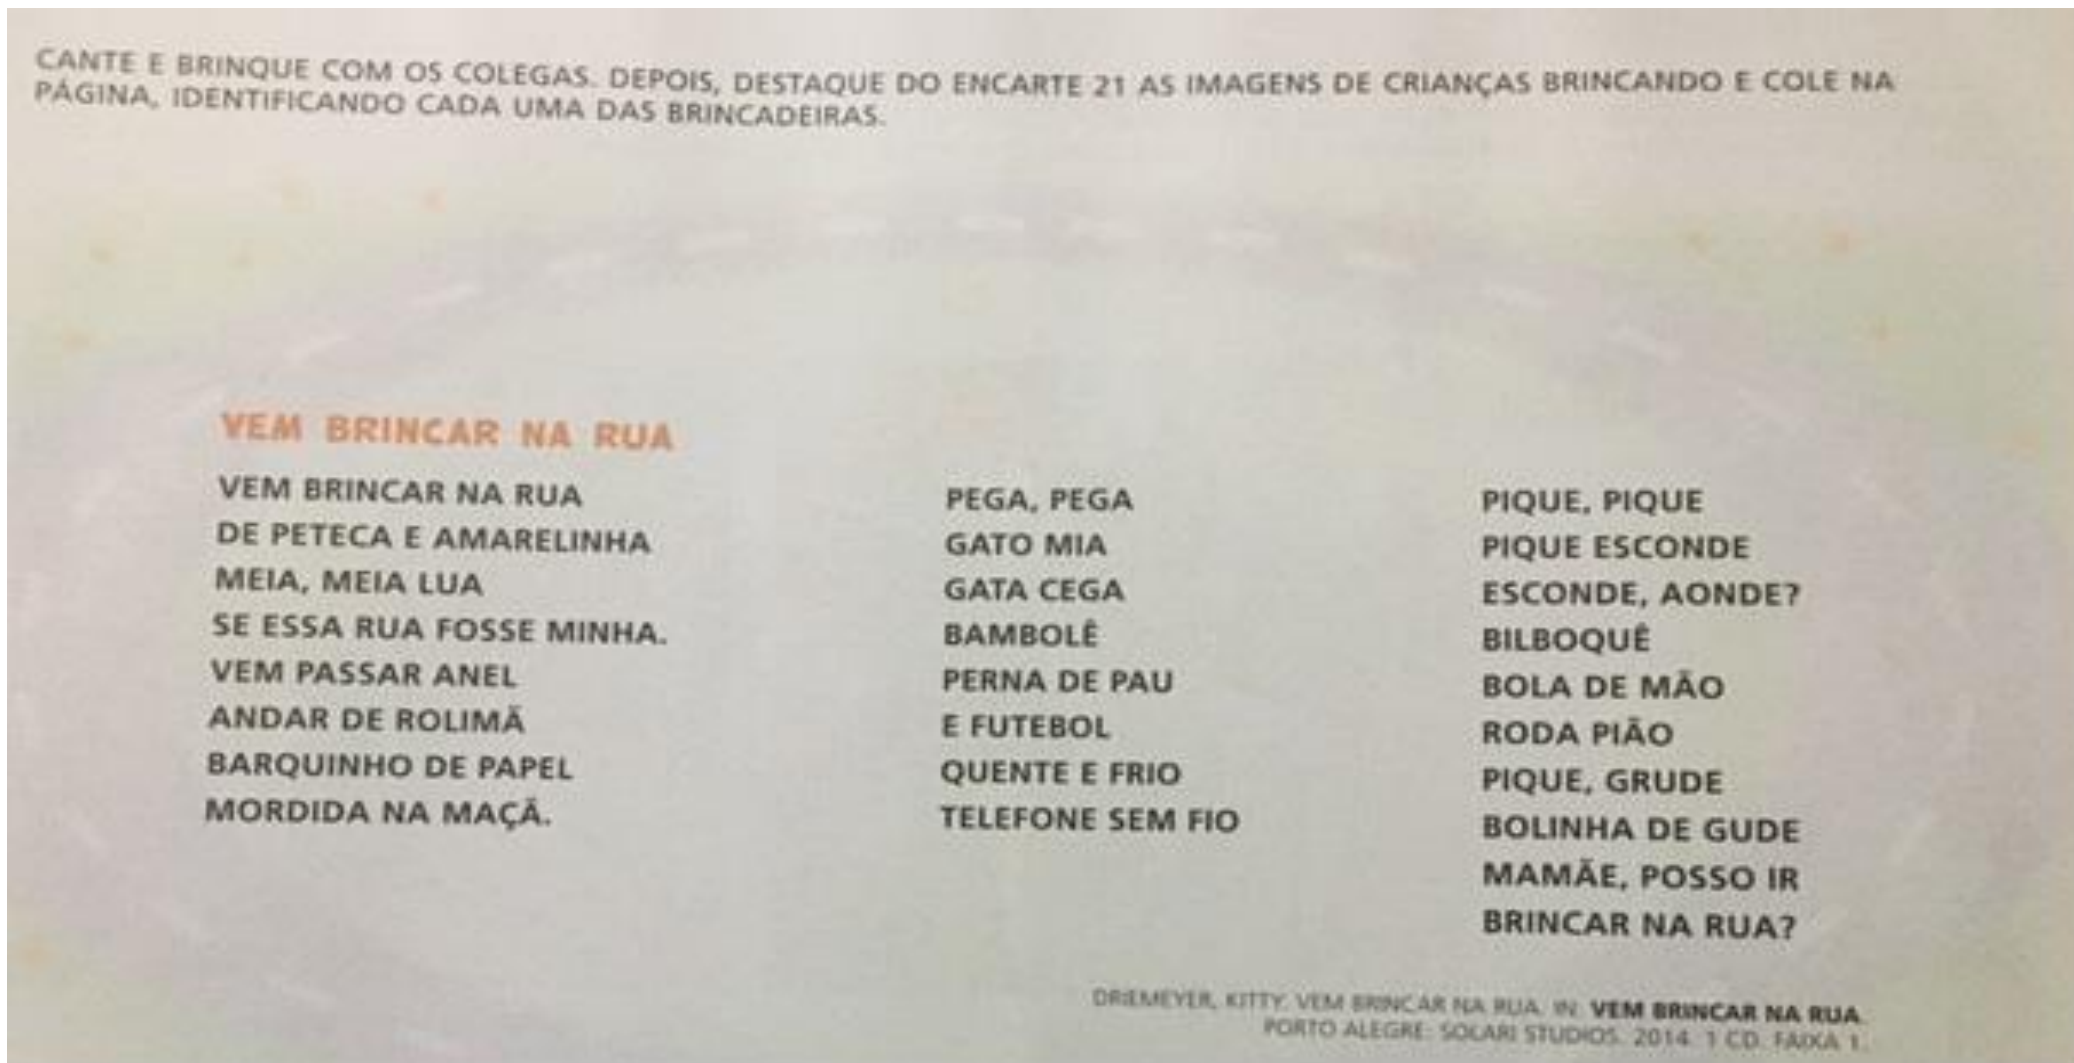 CANTE E BRINQUE COM OS COLEGAS. DEPOIS, DESTAQUE DO ENCARTE 21 AS IMAGENS DE CRIANÇAS BRINCANDO E COLE NA
PÁGINA, IDENTIFICANDO CADA UMA DAS BRINCADEIRAS.
VEM BRINCAR NA RUA
VEM BRINCAR NA RUA
DE PETECA E AMARELINHA
MEIA, MEIA LUA
SE ESSA RUA FOSSE MINHA.
VEM PASSAR ANEL
ANDAR DE ROLIMÃ
BARQUINHO DE PAPEL
MORDIDA NA MAÇÃ.
PEGA, PEGA
GATO MIA
GATA CEGA
BAMBOLÊ
PERNA DE PAU
E FUTEBOL
QUENTE E FRIO
TELEFONE SEM FIO
PIQUE, PIQUE
PIQUE ESCONDE
ESCONDE, AONDE?
BILBOQUÊ
BOLA DE MÃO
RODA PIÃO
PIQUE, GRUDE
BOLINHA DE GUDE
MAMÃE, POSSO IR
BRINCAR NA RUA?
DRIEMEYER, KITTY. VEM BRINCAR NA RUA. IN: VEM BRINCAR NA RUA.
PORTO ALEGRE: SOLARI STUDIOS. 2014. 1 CD. FAIXA 1.